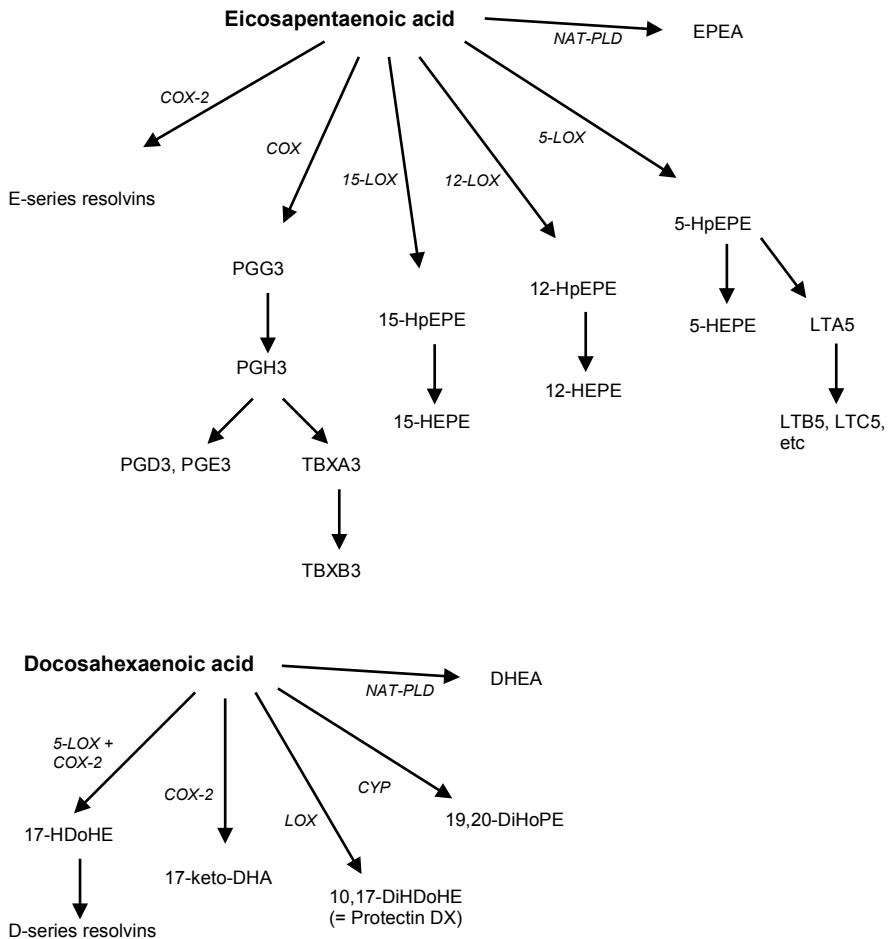 Eicosapentaenoic acid
NAT-PLD
EPEA
COX-2
COX
15-LOX
12-LOX
5-LOX
E-series resolvins
5-HpEPE
PGG3
12-HpEPE
15-HpEPE
5-HEPE
LTA5
PGH3
12-HEPE
15-HEPE
LTB5, LTC5,
etc
PGD3, PGE3
TBXA3
TBXB3
Docosahexaenoic acid
NAT-PLD
DHEA
5-LOX +
COX-2
COX-2
LOX
CYP
19,20-DiHoPE
17-HDoHE
17-keto-DHA
10,17-DiHDoHE
(= Protectin DX)
D-series resolvins